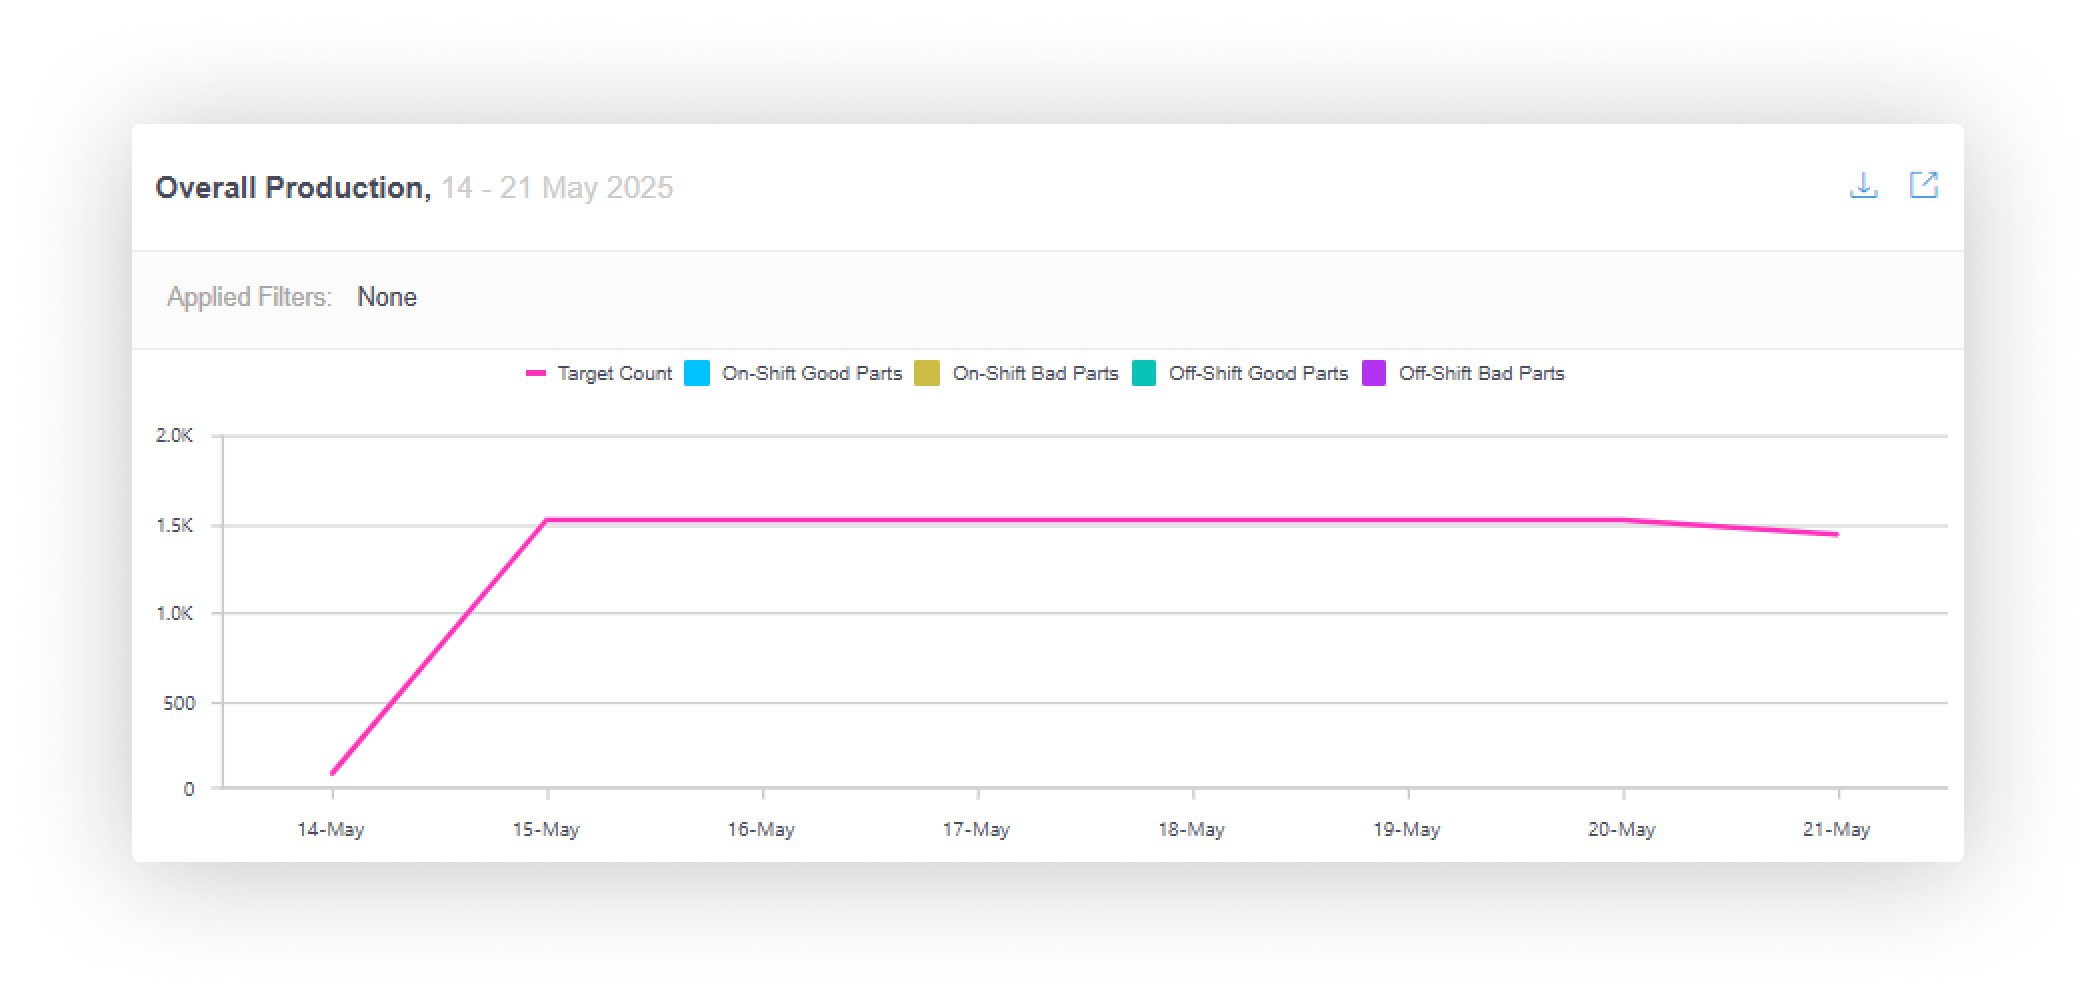 Overall Production, 14 - 21 May 2025
Applied Filters: None
Target Count On-Shift Good Parts On-Shift Bad Parts Off-Shift Good Parts Off-Shift Bad Parts
2.0K
1.5K
1.0K
500
0
14-May 15-May 16-May 17-May 18-May 19-May 20-May 21-May